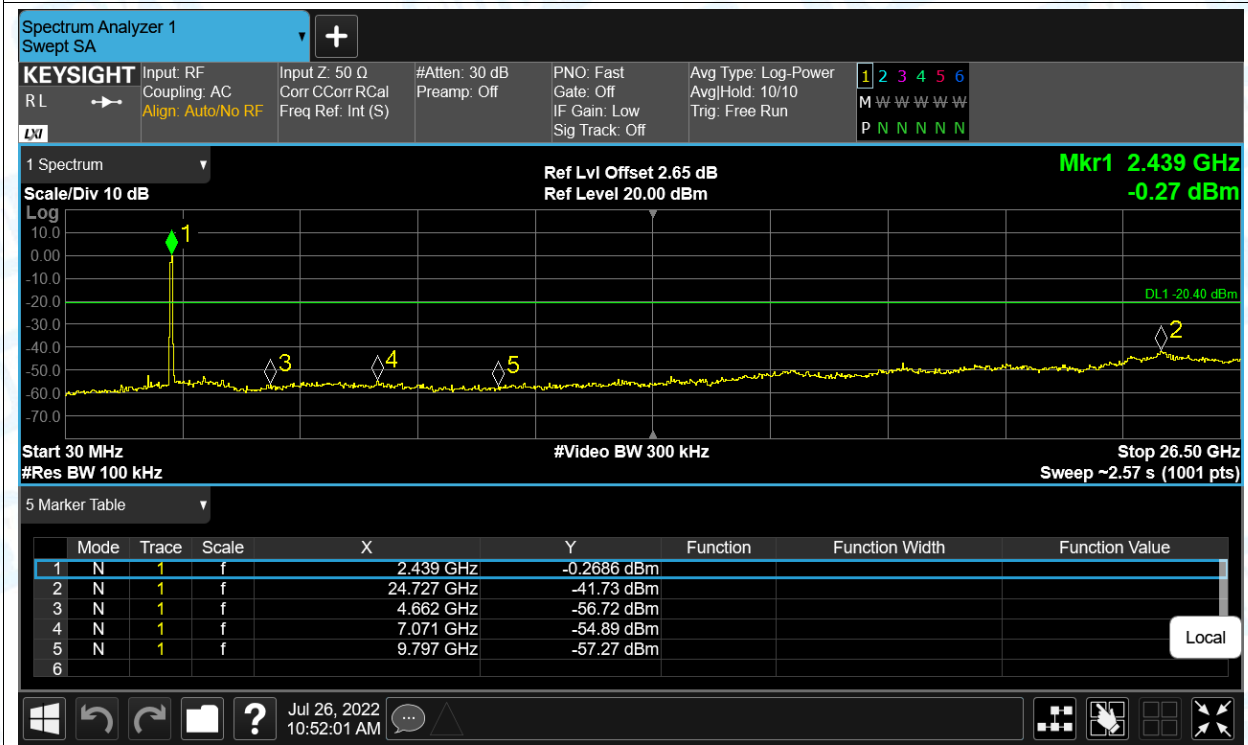 Spectrum Analyzer 1
Swept SA
KEYSIGHT
R L
LXI
Input: RF
Coupling: AC
Align: Auto/No RF
Input Z: 50 Ω
Corr CCorr RCal
Freq Ref: Int (S)
#Atten: 30 dB
Preamp: Off
PNO: Fast
Gate: Off
IF Gain: Low
Sig Track: Off
Avg Type: Log-Power
Avg|Hold: 10/10
Trig: Free Run
1 2 3 4 5 6
M W W W W W
P N N N N N
1 Spectrum
Scale/Div 10 dB
Ref Lvl Offset 2.65 dB
Ref Level 20.00 dBm
Mkr1 2.439 GHz
-0.27 dBm
Log
10.0
0.00
-10.0
-20.0
-30.0
-40.0
-50.0
-60.0
-70.0
1
DL1 -20.40 dBm
2
3
4
5
Start 30 MHz
#Res BW 100 kHz
#Video BW 300 kHz
Stop 26.50 GHz
Sweep ~2.57 s (1001 pts)
5 Marker Table
Mode Trace Scale X Y Function Function Width Function Value
1 N 1 f 2.439 GHz -0.2686 dBm
2 N 1 f 24.727 GHz -41.73 dBm
3 N 1 f 4.662 GHz -56.72 dBm
4 N 1 f 7.071 GHz -54.89 dBm
5 N 1 f 9.797 GHz -57.27 dBm
6
Local
?
Jul 26, 2022
10:52:01 AM